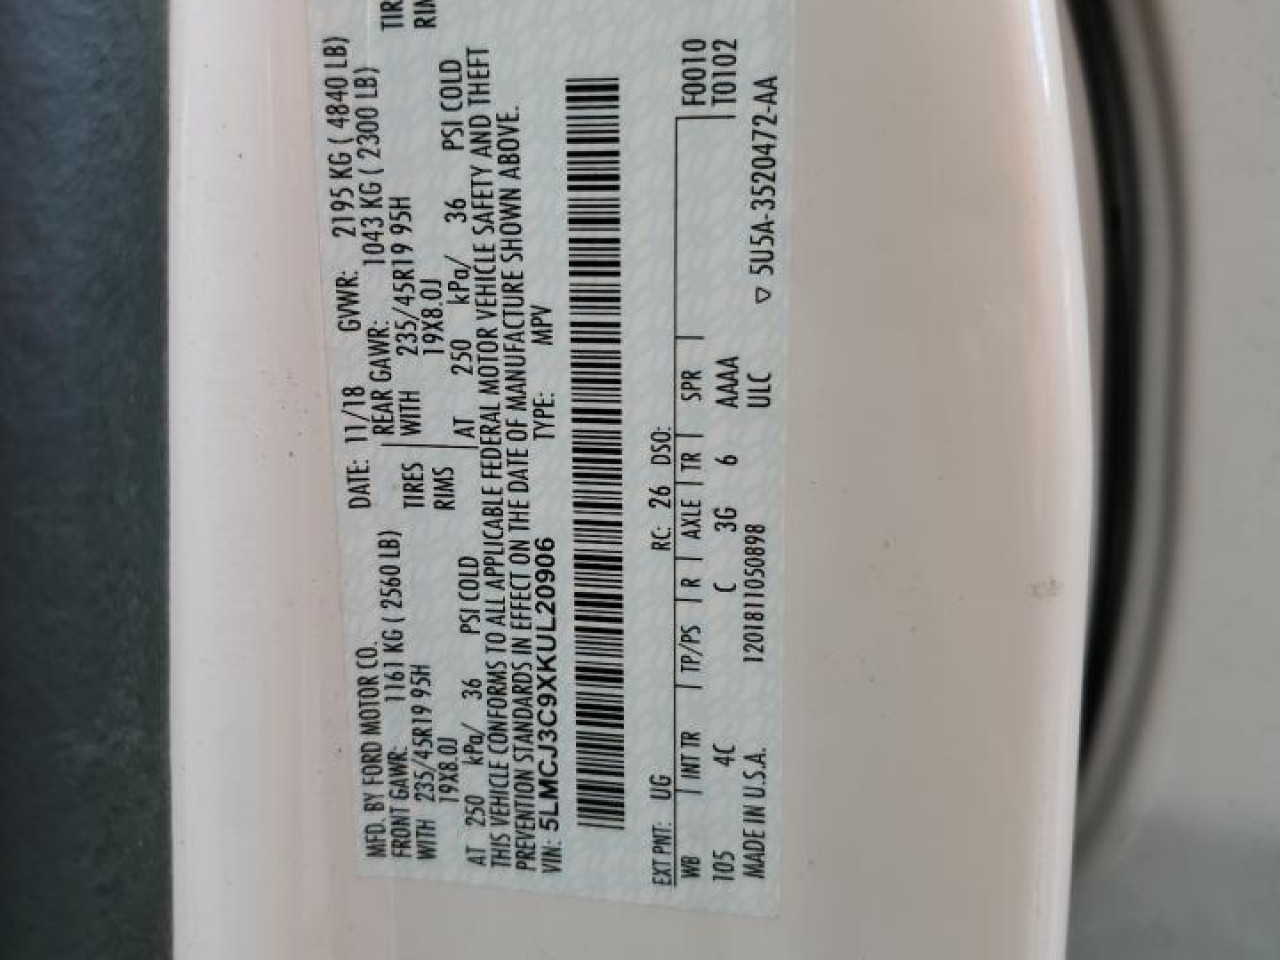 MFD. BY FORD MOTOR CO. DATE: 11/18 GVWR: 2195 KG ( 4840 LB)
FRONT GAWR: 1161 KG ( 2560 LB) REAR GAWR: 1043 KG ( 2300 LB)
WITH 235/45R19 95H TIRES WITH 235/45R19 95H TIR
19X8.0J RIMS 19X8.0J RIM
AT 250 kPa/ 36 PSI COLD AT 250 kPa/ 36 PSI COLD
THIS VEHICLE CONFORMS TO ALL APPLICABLE FEDERAL MOTOR VEHICLE SAFETY AND THEFT
PREVENTION STANDARDS IN EFFECT ON THE DATE OF MANUFACTURE SHOWN ABOVE.
VIN: 5LMCJ3C9XKUL20906 TYPE: MPV
EXT PNT: UG RC: 26 DSO: F0010
WB | INT TR | TP/PS | R | AXLE | TR | SPR | T0102
105 4C C 3G 6 AAAA
MADE IN U.S.A. 1201811050898 ULC ▽ 5U5A-3520472-AA